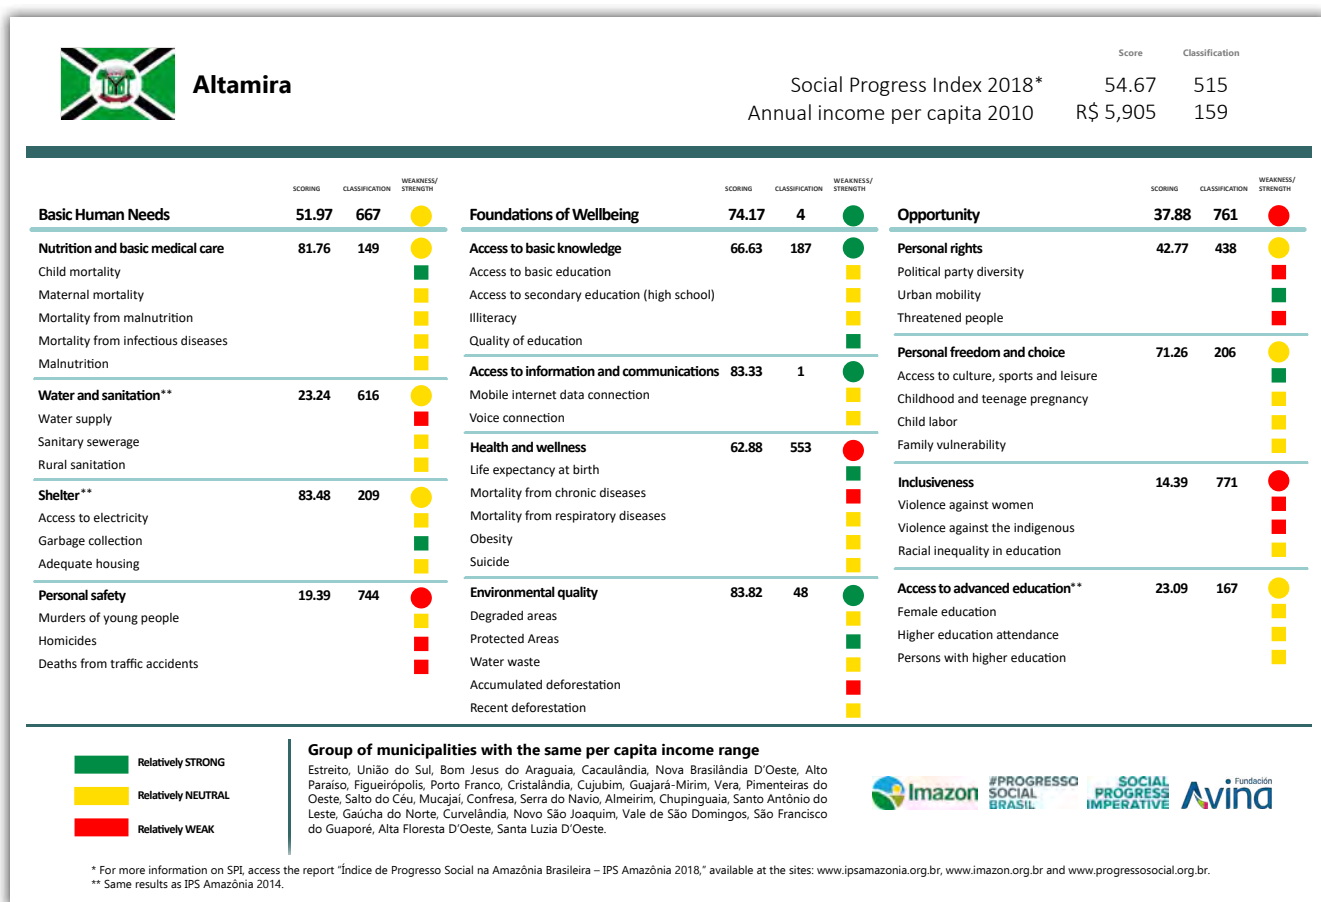 Altamira
Score Classification
Social Progress Index 2018* 54.67 515
Annual income per capita 2010 R$ 5,905 159
SCORING CLASSIFICATION WEAKNESS/
STRENGTH
Basic Human Needs 51.97 667
Nutrition and basic medical care 81.76 149
Child mortality
Maternal mortality
Mortality from malnutrition
Mortality from infectious diseases
Malnutrition
Water and sanitation** 23.24 616
Water supply
Sanitary sewerage
Rural sanitation
Shelter** 83.48 209
Access to electricity
Garbage collection
Adequate housing
Personal safety 19.39 744
Murders of young people
Homicides
Deaths from traffic accidents
SCORING CLASSIFICATION WEAKNESS/
STRENGTH
Foundations of Wellbeing 74.17 4
Access to basic knowledge 66.63 187
Access to basic education
Access to secondary education (high school)
Illiteracy
Quality of education
Access to information and communications 83.33 1
Mobile internet data connection
Voice connection
Health and wellness 62.88 553
Life expectancy at birth
Mortality from chronic diseases
Mortality from respiratory diseases
Obesity
Suicide
Environmental quality 83.82 48
Degraded areas
Protected Areas
Water waste
Accumulated deforestation
Recent deforestation
SCORING CLASSIFICATION WEAKNESS/
STRENGTH
Opportunity 37.88 761
Personal rights 42.77 438
Political party diversity
Urban mobility
Threatened people
Personal freedom and choice 71.26 206
Access to culture, sports and leisure
Childhood and teenage pregnancy
Child labor
Family vulnerability
Inclusiveness 14.39 771
Violence against women
Violence against the indigenous
Racial inequality in education
Access to advanced education** 23.09 167
Female education
Higher education attendance
Persons with higher education
Relatively STRONG
Relatively NEUTRAL
Relatively WEAK
Group of municipalities with the same per capita income range
Estreito, União do Sul, Bom Jesus do Araguaia, Cacaulândia, Nova Brasilândia D'Oeste, Alto
Paraíso, Figueirópolis, Porto Franco, Cristalândia, Cujubim, Guajará-Mirim, Vera, Pimenteiras do
Oeste, Salto do Céu, Mucajaí, Confresa, Serra do Navio, Almeirim, Chupinguaia, Santo Antônio do
Leste, Gaúcha do Norte, Curvelândia, Novo São Joaquim, Vale de São Domingos, São Francisco
do Guaporé, Alta Floresta D'Oeste, Santa Luzia D'Oeste.
Imazon
#PROGRESSO
SOCIAL
BRASIL
SOCIAL
PROGRESS
IMPERATIVE
Fundación
Avina
* For more information on SPI, access the report "Índice de Progresso Social na Amazônia Brasileira – IPS Amazônia 2018," available at the sites: www.ipsamazonia.org.br, www.imazon.org.br and www.progressosocial.org.br.
** Same results as IPS Amazônia 2014.